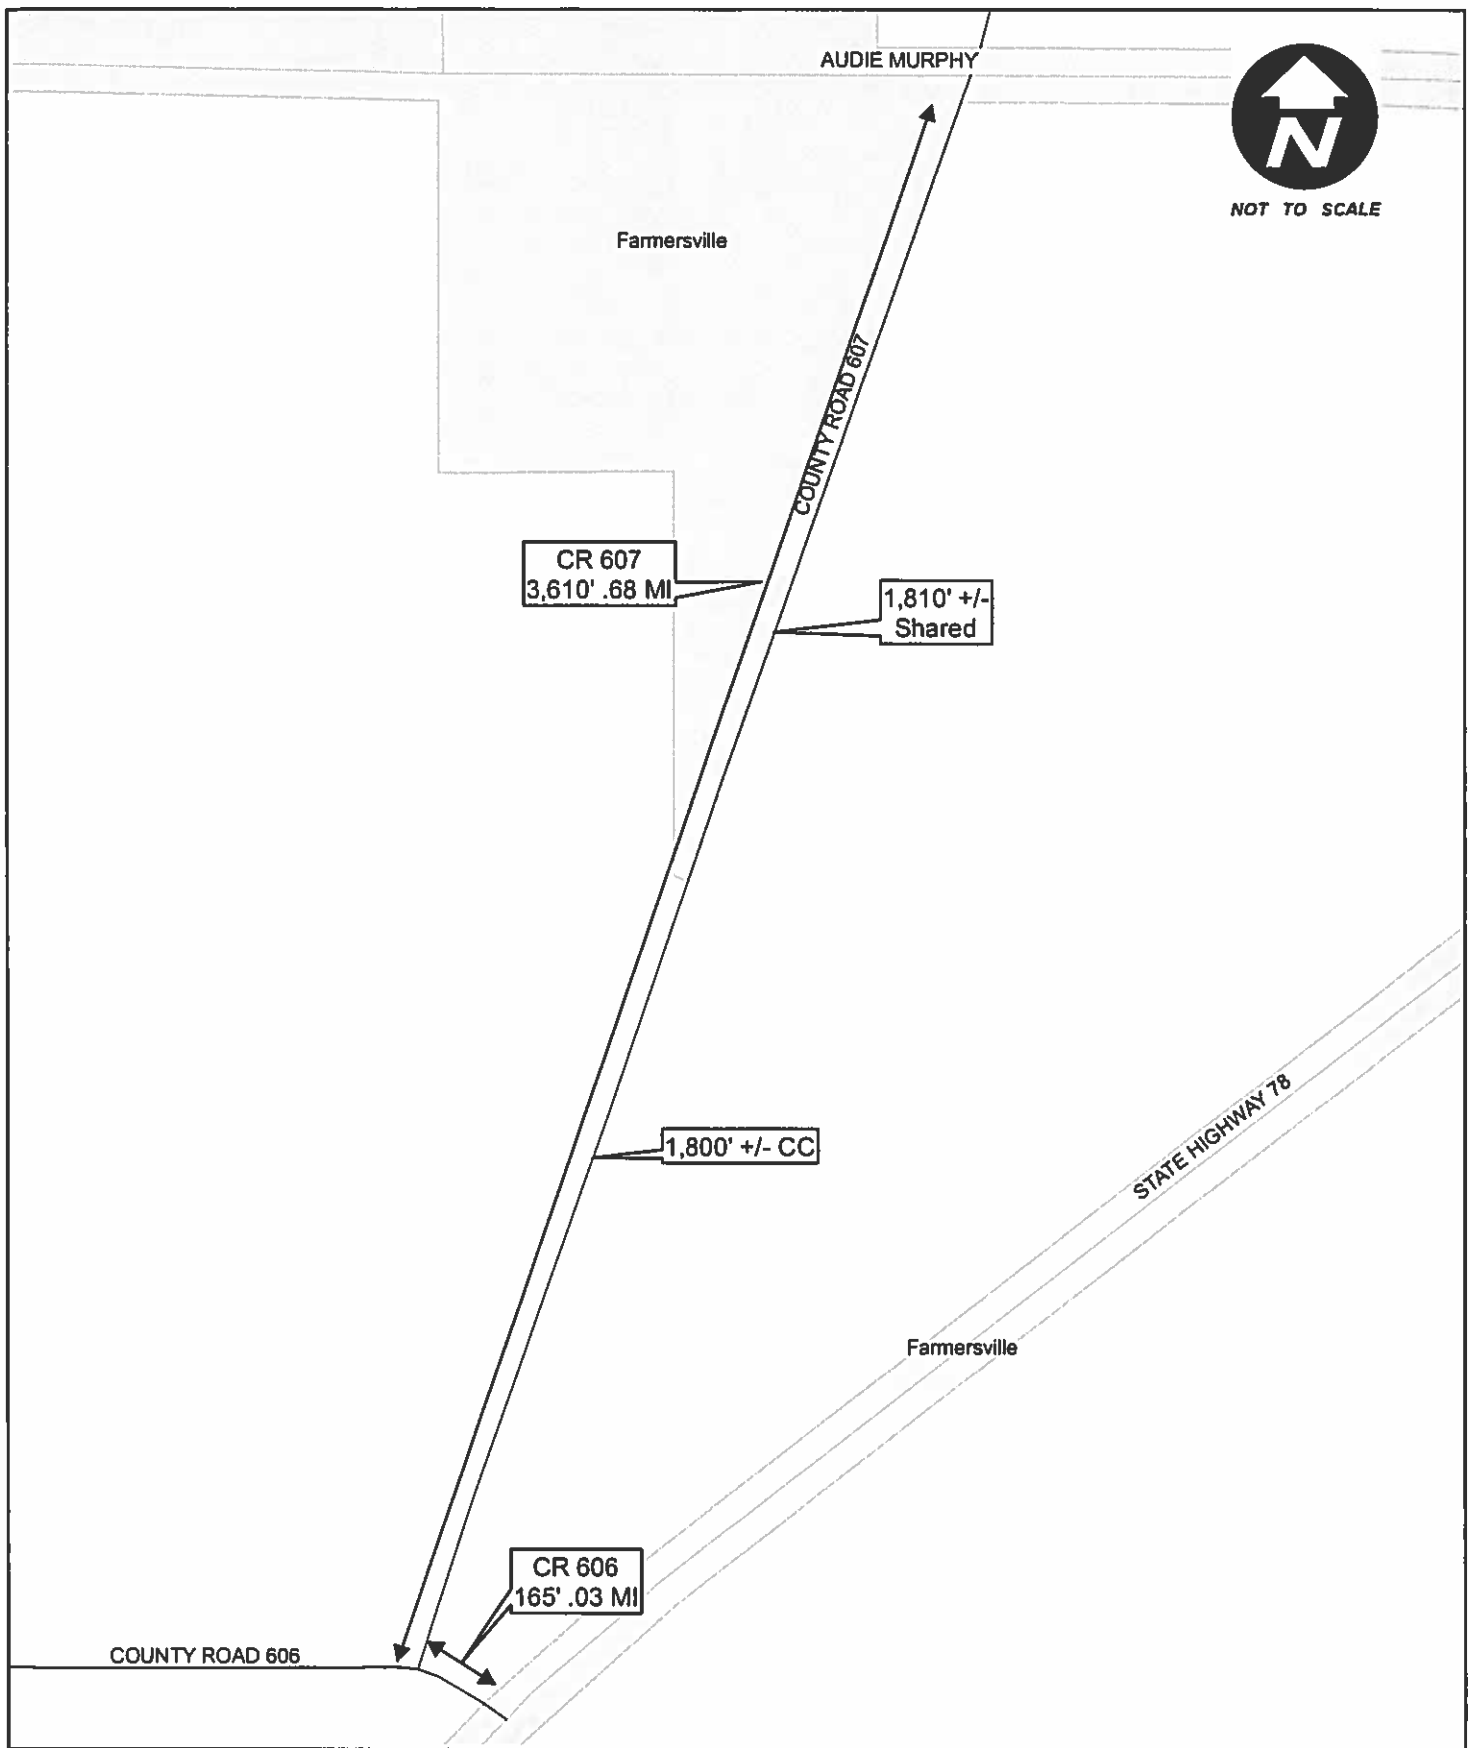 AUDIE MURPHY
N
NOT TO SCALE
Farmersville
COUNTY ROAD 607
CR 607
3,610' .68 MI
1,810' +/-
Shared
1,800' +/- CC
STATE HIGHWAY 78
Farmersville
CR 606
165' .03 MI
COUNTY ROAD 606